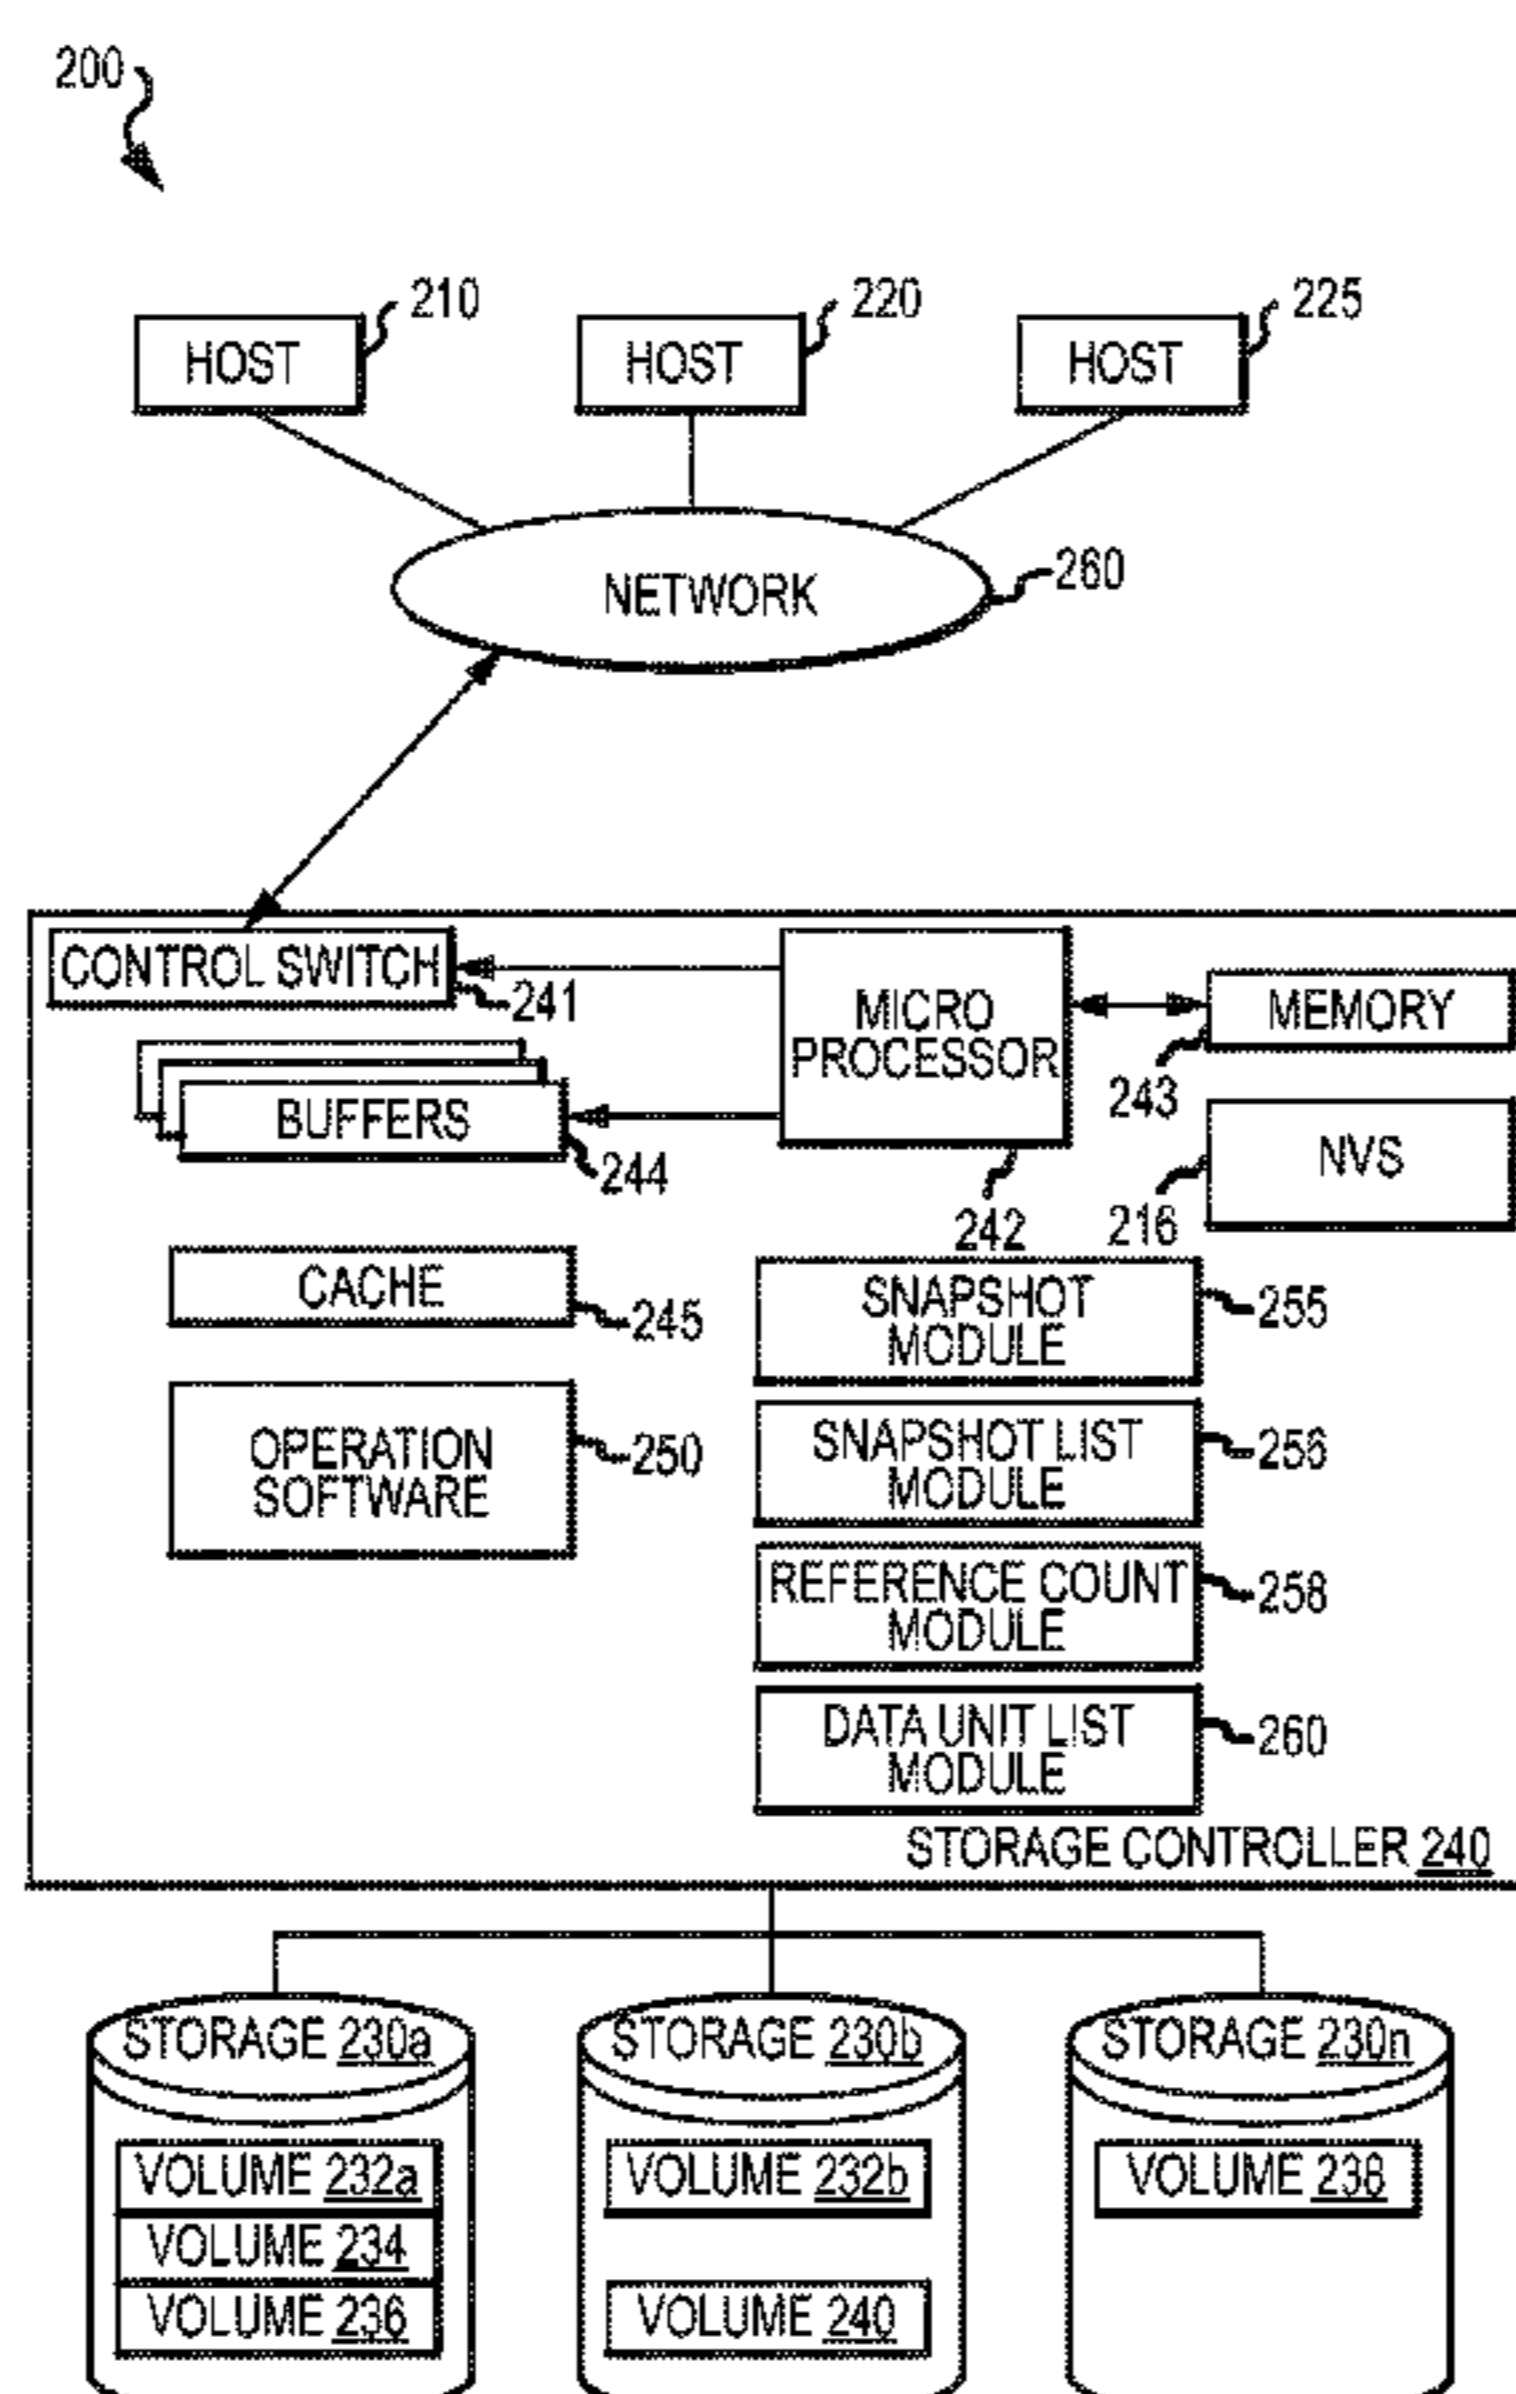 200
210
220
225
HOST
HOST
HOST
NETWORK
260
CONTROL SWITCH
241
MICRO
PROCESSOR
MEMORY
243
BUFFERS
244
NVS
242
216
CACHE
245
SNAPSHOT
MODULE
255
OPERATION
SOFTWARE
250
SNAPSHOT LIST
MODULE
256
REFERENCE COUNT
MODULE
258
DATA UNIT LIST
MODULE
260
STORAGE CONTROLLER 240
STORAGE 230a
STORAGE 230b
STORAGE 230n
VOLUME 232a
VOLUME 232b
VOLUME 238
VOLUME 234
VOLUME 236
VOLUME 240